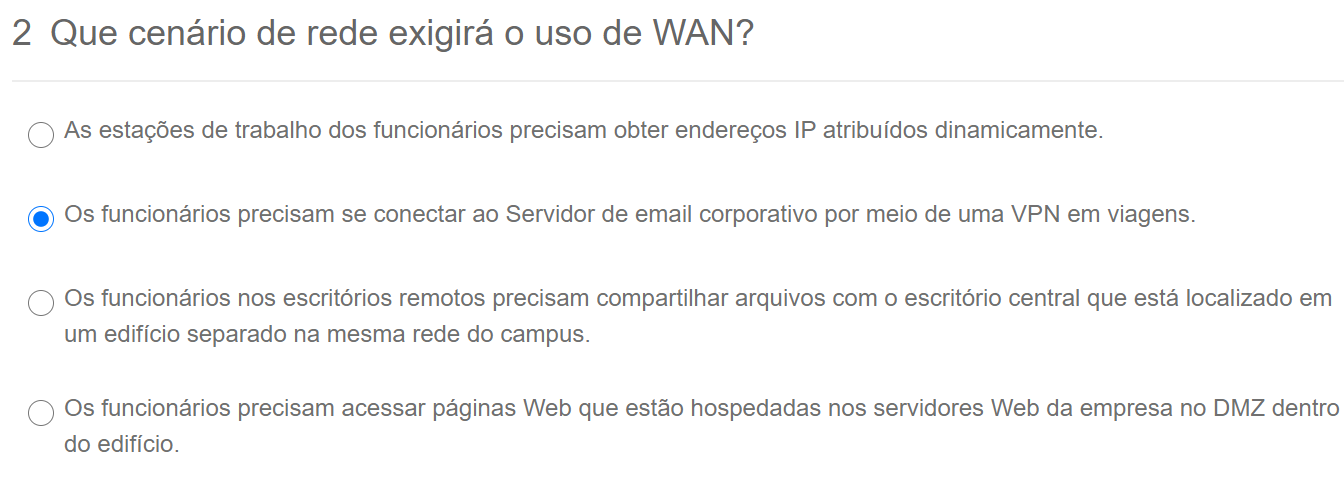 2 Que cenário de rede exigirá o uso de WAN?
As estações de trabalho dos funcionários precisam obter endereços IP atribuídos dinamicamente.
Os funcionários precisam se conectar ao Servidor de email corporativo por meio de uma VPN em viagens.
Os funcionários nos escritórios remotos precisam compartilhar arquivos com o escritório central que está localizado em
um edifício separado na mesma rede do campus.
Os funcionários precisam acessar páginas Web que estão hospedadas nos servidores Web da empresa no DMZ dentro
do edifício.